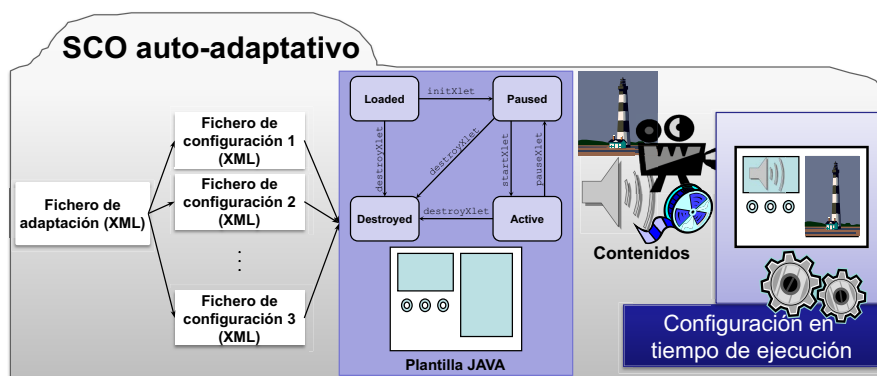 SCO auto-adaptativo
Fichero de
adaptación (XML)
Fichero de
configuración 1
(XML)
Fichero de
configuración 2
(XML)
...
Fichero de
configuración 3
(XML)
Loaded
initXlet
Paused
destroyXlet
destroyXlet
startXlet
pauseXlet
Destroyed
destroyXlet
Active
Plantilla JAVA
Contenidos
Configuración en
tiempo de ejecución